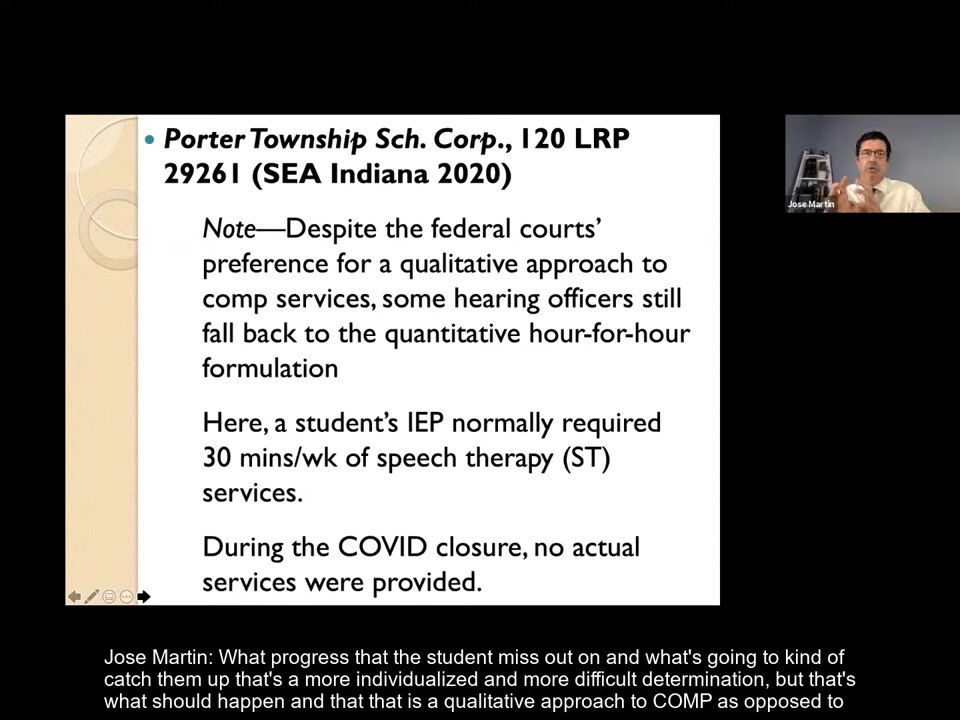 Porter Township Sch. Corp., 120 LRP
29261 (SEA Indiana 2020)
Note—Despite the federal courts’
preference for a qualitative approach to
comp services, some hearing officers still
fall back to the quantitative hour-for-hour
formulation
Here, a student’s IEP normally required
30 mins/wk of speech therapy (ST)
services.
During the COVID closure, no actual
services were provided.
Jose Martin
Jose Martin: What progress that the student miss out on and what's going to kind of
catch them up that's a more individualized and more difficult determination, but that's
what should happen and that that is a qualitative approach to COMP as opposed to